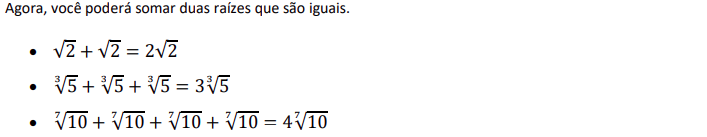 Agora, você poderá somar duas raízes que são iguais.
• √2 + √2 = 2√2
• ∛5 + ∛5 + ∛5 = 3∛5
• ⁷√10 + ⁷√10 + ⁷√10 + ⁷√10 = 4⁷√10